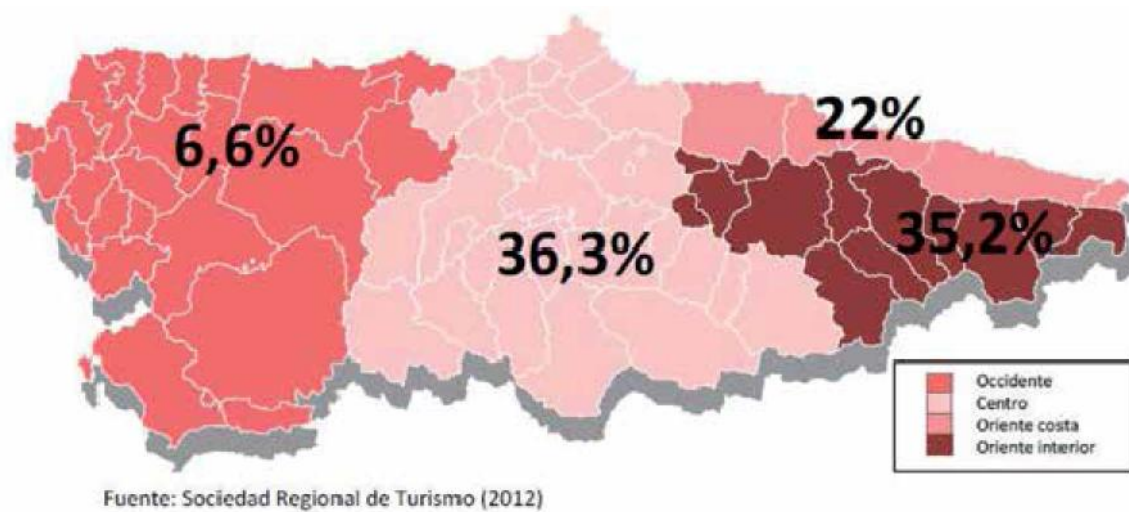 6,6%
22%
36,3%
35,2%
Occidente
Centro
Oriente costa
Oriente interior
Fuente: Sociedad Regional de Turismo (2012)